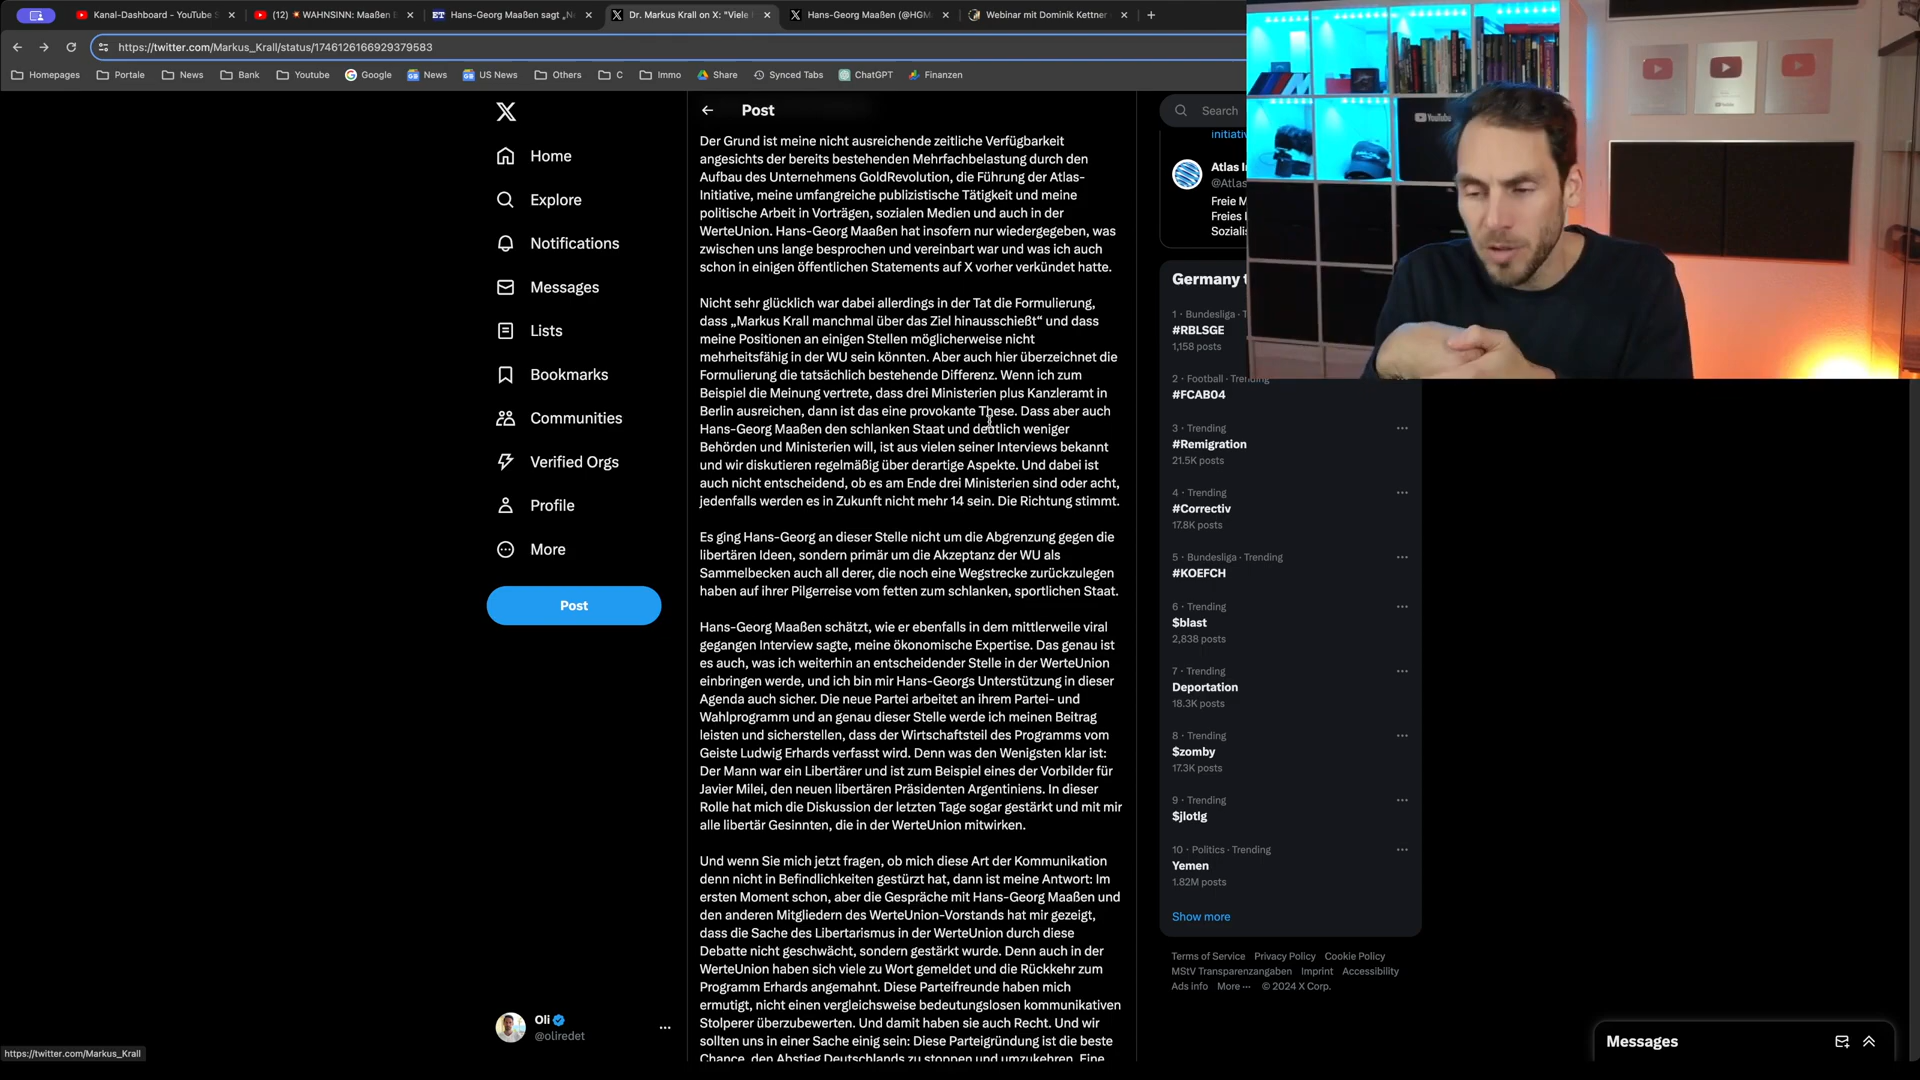 Kanal-Dashboard - YouTube S
(12) 💥 WAHNSINN: Maaßen B
Hans-Georg Maaßen sagt „Ne
Dr. Markus Krall on X: "Viele
Hans-Georg Maaßen (@HGM
Webinar mit Dominik Kettner
https://twitter.com/Markus_Krall/status/1746126166929379583
Homepages
Portale
News
Bank
Youtube
Google
News
US News
Others
C
Immo
Share
Synced Tabs
ChatGPT
Finanzen
Home
Explore
Notifications
Messages
Lists
Bookmarks
Communities
Verified Orgs
Profile
More
Post
Oli
@oliredet
https://twitter.com/Markus_Krall
Post
Der Grund ist meine nicht ausreichende zeitliche Verfügbarkeit
angesichts der bereits bestehenden Mehrfachbelastung durch den
Aufbau des Unternehmens GoldRevolution, die Führung der Atlas-
Initiative, meine umfangreiche publizistische Tätigkeit und meine
politische Arbeit in Vorträgen, sozialen Medien und auch in der
WerteUnion. Hans-Georg Maaßen hat insofern nur wiedergegeben, was
zwischen uns lange besprochen und vereinbart war und was ich auch
schon in einigen öffentlichen Statements auf X vorher verkündet hatte.
Nicht sehr glücklich war dabei allerdings in der Tat die Formulierung,
dass „Markus Krall manchmal über das Ziel hinausschießt“ und dass
meine Positionen an einigen Stellen möglicherweise nicht
mehrheitsfähig in der WU sein könnten. Aber auch hier überzeichnet die
Formulierung die tatsächlich bestehende Differenz. Wenn ich zum
Beispiel die Meinung vertrete, dass drei Ministerien plus Kanzleramt in
Berlin ausreichen, dann ist das eine provokante These. Dass aber auch
Hans-Georg Maaßen den schlanken Staat und deutlich weniger
Behörden und Ministerien will, ist aus vielen seiner Interviews bekannt
und wir diskutieren regelmäßig über derartige Aspekte. Und dabei ist
auch nicht entscheidend, ob es am Ende drei Ministerien sind oder acht,
jedenfalls werden es in Zukunft nicht mehr 14 sein. Die Richtung stimmt.
Es ging Hans-Georg an dieser Stelle nicht um die Abgrenzung gegen die
libertären Ideen, sondern primär um die Akzeptanz der WU als
Sammelbecken auch all derer, die noch eine Wegstrecke zurückzulegen
haben auf ihrer Pilgerreise vom fetten zum schlanken, sportlichen Staat.
Hans-Georg Maaßen schätzt, wie er ebenfalls in dem mittlerweile viral
gegangen Interview sagte, meine ökonomische Expertise. Das genau ist
es auch, was ich weiterhin an entscheidender Stelle in der WerteUnion
einbringen werde, und ich bin mir Hans-Georgs Unterstützung in dieser
Agenda auch sicher. Die neue Partei arbeitet an ihrem Partei- und
Wahlprogramm und an genau dieser Stelle werde ich meinen Beitrag
leisten und sicherstellen, dass der Wirtschaftsteil des Programms vom
Geiste Ludwig Erhards verfasst wird. Denn was den Wenigsten klar ist:
Der Mann war ein Libertärer und ist zum Beispiel eines der Vorbilder für
Javier Milei, den neuen libertären Präsidenten Argentiniens. In dieser
Rolle hat mich die Diskussion der letzten Tage sogar gestärkt und mit mir
alle libertär Gesinnten, die in der WerteUnion mitwirken.
Und wenn Sie mich jetzt fragen, ob mich diese Art der Kommunikation
denn nicht in Befindlichkeiten gestürzt hat, dann ist meine Antwort: Im
ersten Moment schon, aber die Gespräche mit Hans-Georg Maaßen und
den anderen Mitgliedern des WerteUnion-Vorstands hat mir gezeigt,
dass die Sache des Libertarismus in der WerteUnion durch diese
Debatte nicht geschwächt, sondern gestärkt wurde. Denn auch in der
WerteUnion haben sich viele zu Wort gemeldet und die Rückkehr zum
Programm Erhards angemahnt. Diese Parteifreunde haben mich
ermutigt, nicht einen vergleichsweise bedeutungslosen kommunikativen
Stolperer überzubewerten. Und damit haben sie auch Recht. Und wir
sollten uns in einer Sache einig sein: Diese Parteigründung ist die beste
Chance, den Abstieg Deutschlands zu stoppen und umzukehren. Eine
Search
initiativ
Atlas In
@Atlas
Freie M
Freies
Sozialis
Germany t
1 · Bundesliga · T
#RBLSGE
1,158 posts
2 · Football · Trending
#FCAB04
3 · Trending
#Remigration
21.5K posts
4 · Trending
#Correctiv
17.8K posts
5 · Bundesliga · Trending
#KOEFCH
6 · Trending
$blast
2,838 posts
7 · Trending
Deportation
18.3K posts
8 · Trending
$zomby
17.3K posts
9 · Trending
$jlotlg
10 · Politics · Trending
Yemen
1.82M posts
Show more
Terms of Service Privacy Policy Cookie Policy
MStV Transparenzangaben Imprint Accessibility
Ads info More ··· © 2024 X Corp.
Messages
YouTube